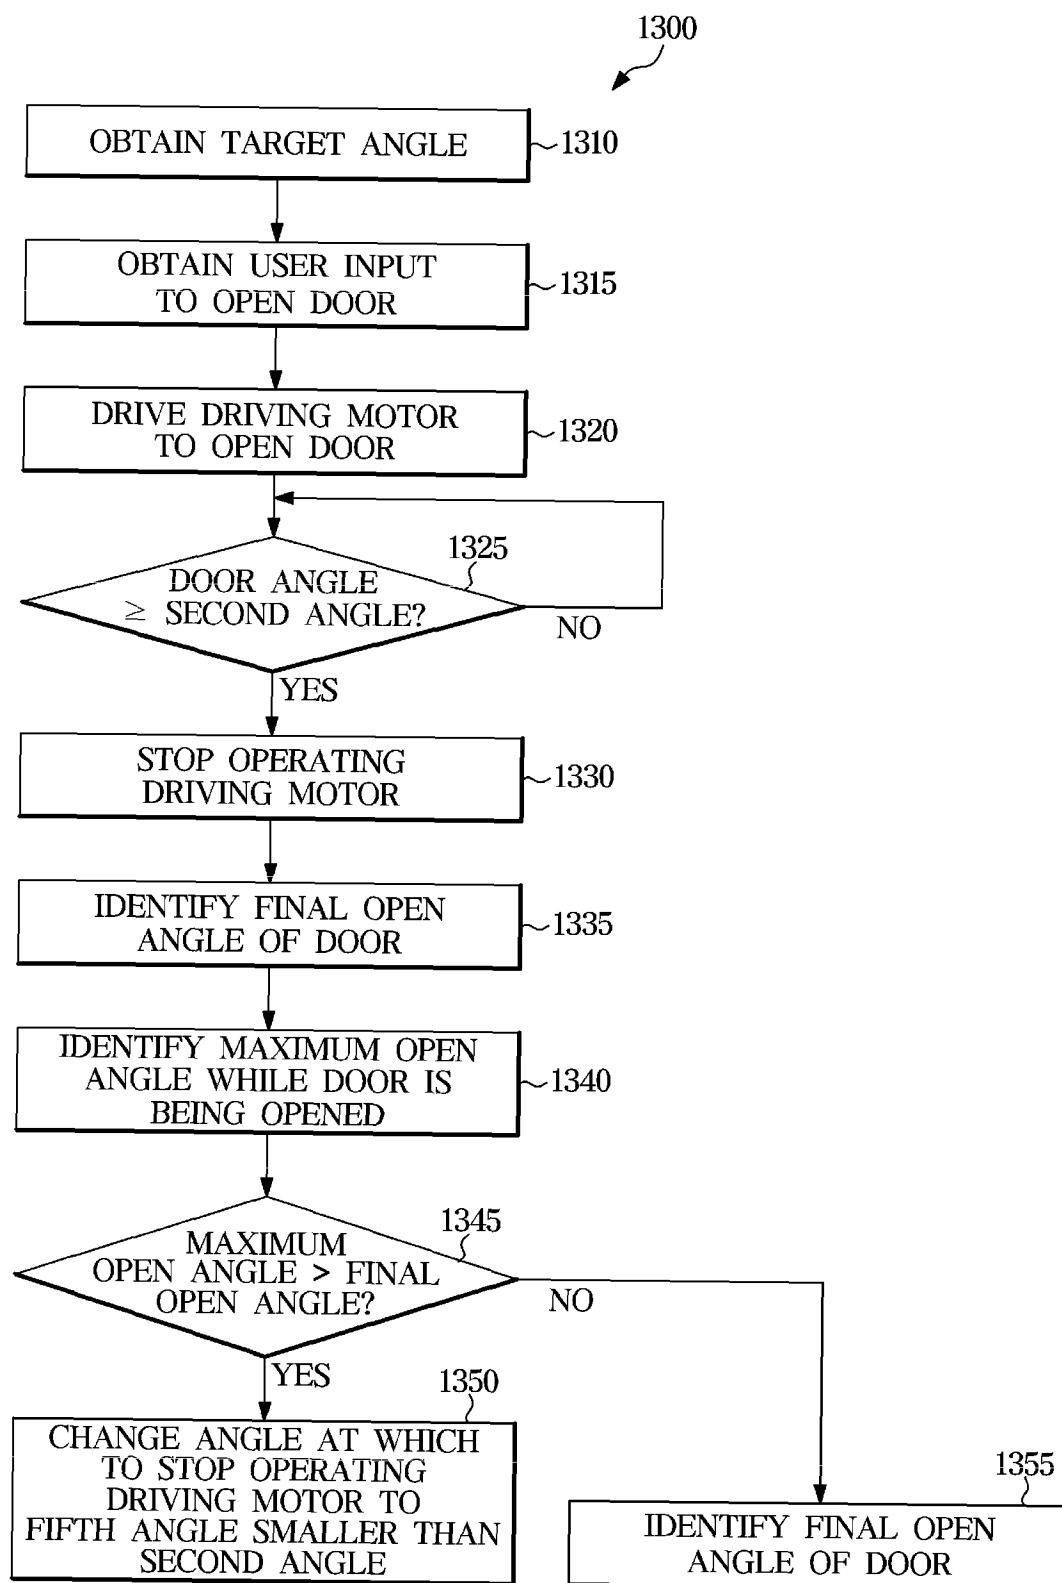 1300
OBTAIN TARGET ANGLE
1310
OBTAIN USER INPUT
TO OPEN DOOR
1315
DRIVE DRIVING MOTOR
TO OPEN DOOR
1320
1325
DOOR ANGLE
≥ SECOND ANGLE?
NO
YES
STOP OPERATING
DRIVING MOTOR
1330
IDENTIFY FINAL OPEN
ANGLE OF DOOR
1335
IDENTIFY MAXIMUM OPEN
ANGLE WHILE DOOR IS
BEING OPENED
1340
1345
MAXIMUM
OPEN ANGLE > FINAL
OPEN ANGLE?
NO
YES
1350
CHANGE ANGLE AT WHICH
TO STOP OPERATING
DRIVING MOTOR TO
FIFTH ANGLE SMALLER THAN
SECOND ANGLE
1355
IDENTIFY FINAL OPEN
ANGLE OF DOOR